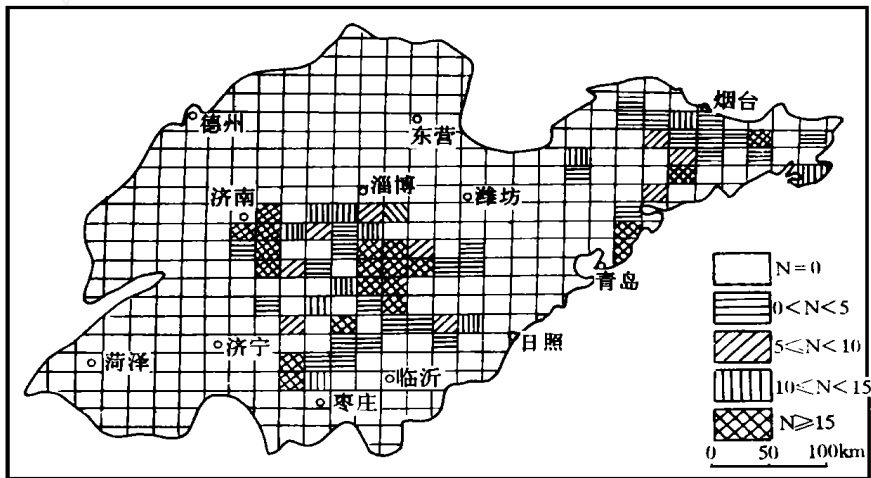 烟台
德州
东营
淄博
潍坊
济南
青岛
日照
济宁
菏泽
临沂
枣庄
N=0
0<N<5
5≤N<10
10≤N<15
N≥15
0 50 100km